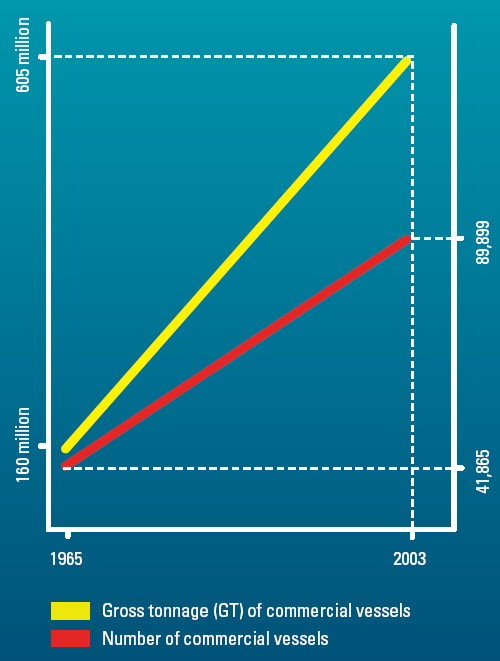 605 million
89,899
160 million
41,865
1965
2003
Gross tonnage (GT) of commercial vessels
Number of commercial vessels